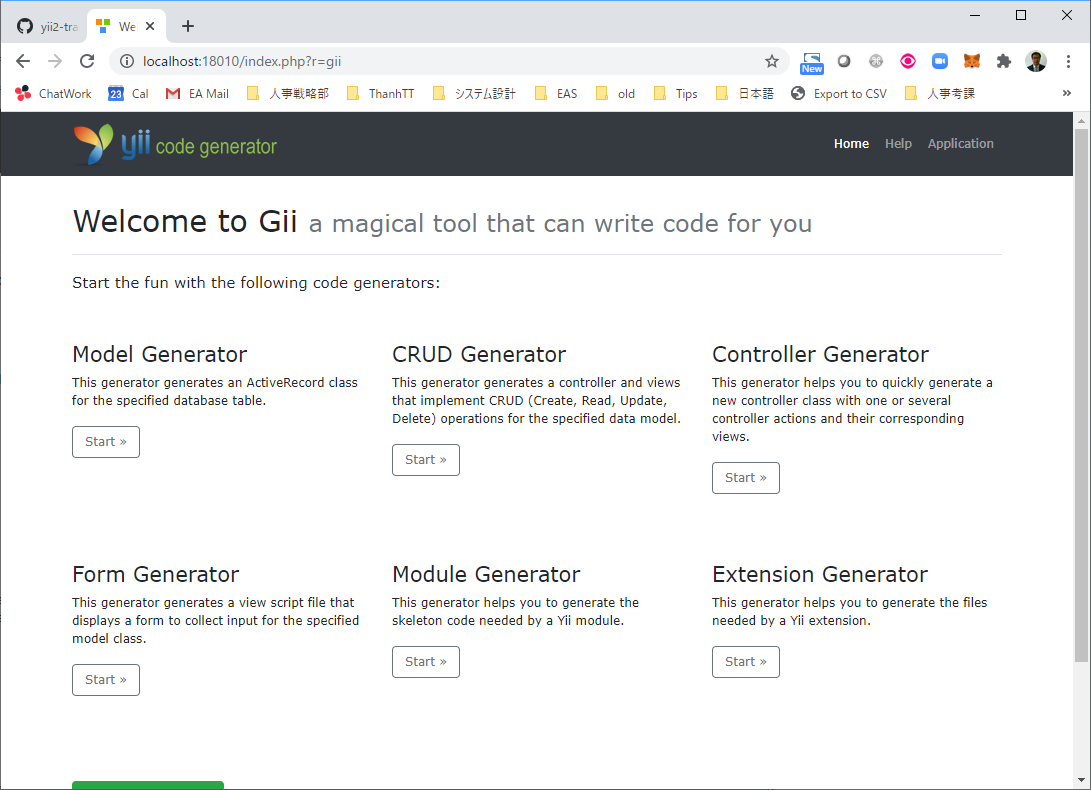 yii2-tra
We
localhost:18010/index.php?r=gii
New
ChatWork
23
Cal
EA Mail
人事戦略部
ThanhTT
システム設計
EAS
old
Tips
日本語
Export to CSV
人事考課
»
yii code generator
Home
Help
Application
Welcome to Gii a magical tool that can write code for you
Start the fun with the following code generators:
Model Generator
This generator generates an ActiveRecord class
for the specified database table.
Start »
CRUD Generator
This generator generates a controller and views
that implement CRUD (Create, Read, Update,
Delete) operations for the specified data model.
Start »
Controller Generator
This generator helps you to quickly generate a
new controller class with one or several
controller actions and their corresponding
views.
Start »
Form Generator
This generator generates a view script file that
displays a form to collect input for the specified
model class.
Start »
Module Generator
This generator helps you to generate the
skeleton code needed by a Yii module.
Start »
Extension Generator
This generator helps you to generate the files
needed by a Yii extension.
Start »